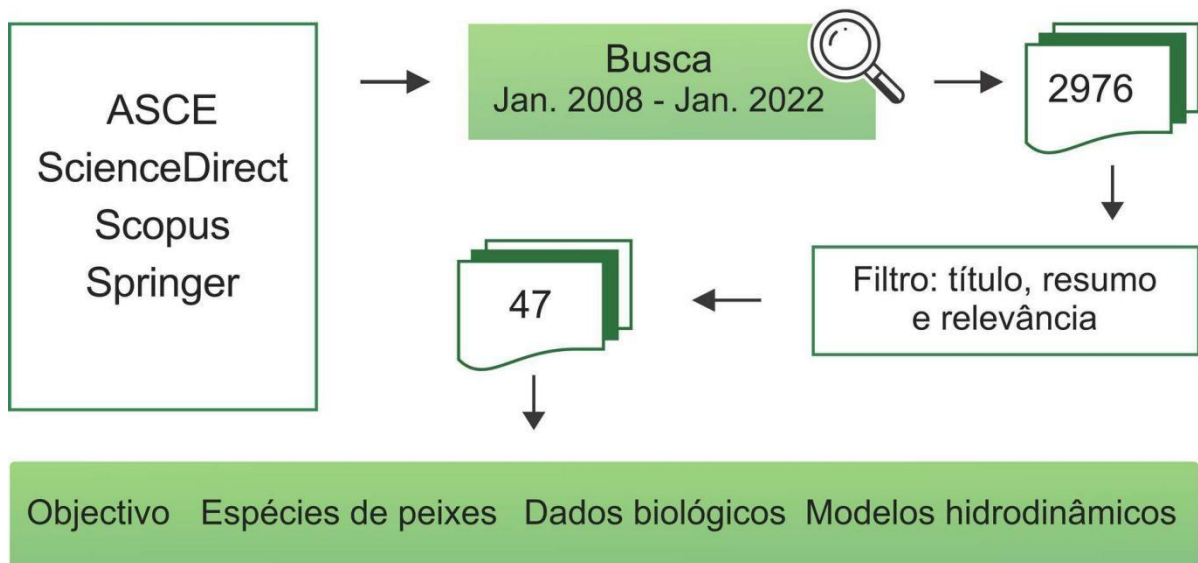 ASCE
ScienceDirect
Scopus
Springer
Busca
Jan. 2008 - Jan. 2022
2976
Filtro: título, resumo
e relevância
47
Objectivo Espécies de peixes Dados biológicos Modelos hidrodinâmicos